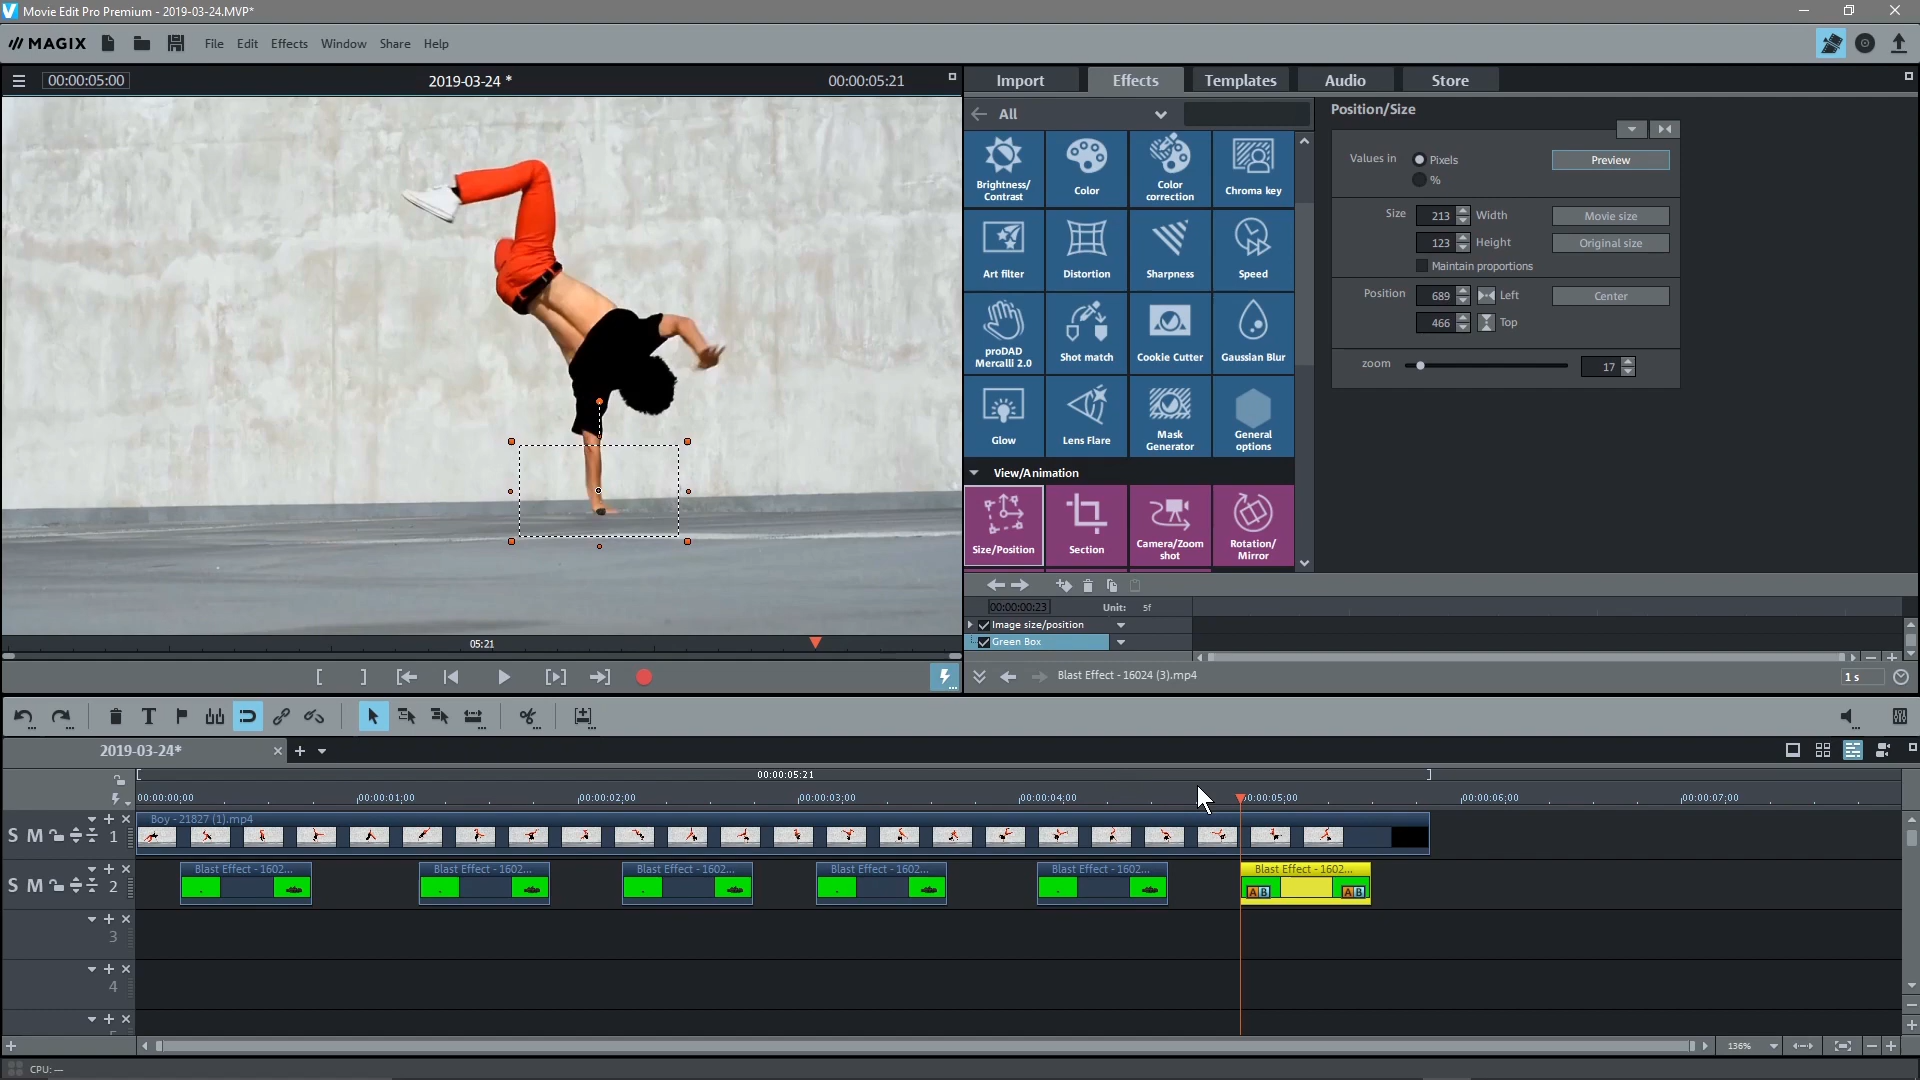 Movie Edit Pro Premium - 2019-03-24.MVP*
MAGIX File Edit Effects Window Share Help
00:00:05:00 2019-03-24 * 00:00:05:21
Import Effects Templates Audio Store
All
Position/Size
Brightness/Contrast Color Color correction Chroma key
Values in Pixels Preview
%
Size 213 Width Movie size
123 Height Original size
Maintain proportions
Art filter Distortion Sharpness Speed
Position 689 Left Center
466 Top
proDAD Mercalli 2.0 Shot match Cookie Cutter Gaussian Blur
zoom 17
Glow Lens Flare Mask Generator General options
View/Animation
Size/Position Section Camera/Zoom shot Rotation/Mirror
00:00:00:23 Unit: 5f
Image size/position
Green Box
05:21
Blast Effect - 16024 (3).mp4 1 s
2019-03-24*
00:00:05:21
00:00:00;00 00:00:01;00 00:00:02;00 00:00:03;00 00:00:04;00 00:00:05;00 00:00:06;00 00:00:07;00
Boy - 21827 (1).mp4
S M 1
Blast Effect - 1602... Blast Effect - 1602... Blast Effect - 1602... Blast Effect - 1602... Blast Effect - 1602... Blast Effect - 1602...
S M 2
A B A B
3
4
136%
CPU: —